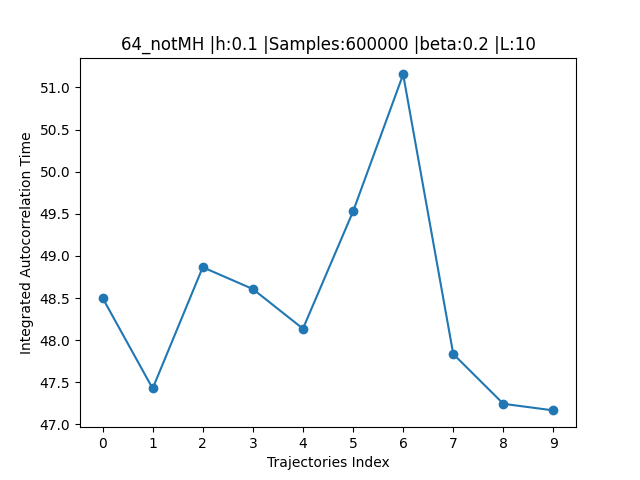 64_notMH |h:0.1 |Samples:600000 |beta:0.2 |L:10
Integrated Autocorrelation Time
51.0
50.5
50.0
49.5
49.0
48.5
48.0
47.5
47.0
0 1 2 3 4 5 6 7 8 9
Trajectories Index